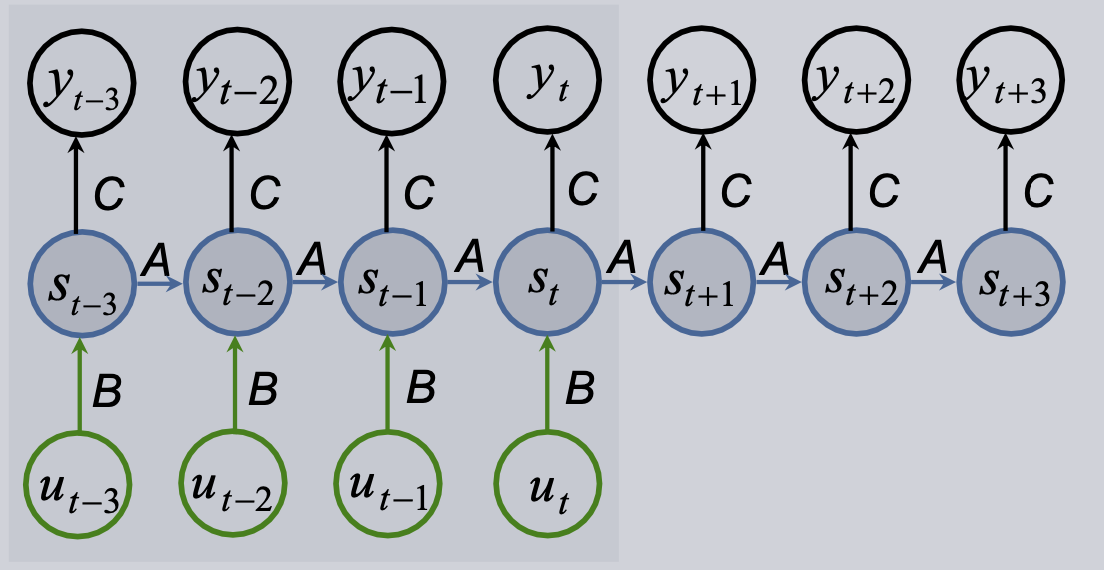 y_{t-3} y_{t-2} y_{t-1} y_t y_{t+1} y_{t+2} y_{t+3}
C C C C C C C
A A A A A A
s_{t-3} s_{t-2} s_{t-1} s_t s_{t+1} s_{t+2} s_{t+3}
B B B B
u_{t-3} u_{t-2} u_{t-1} u_t